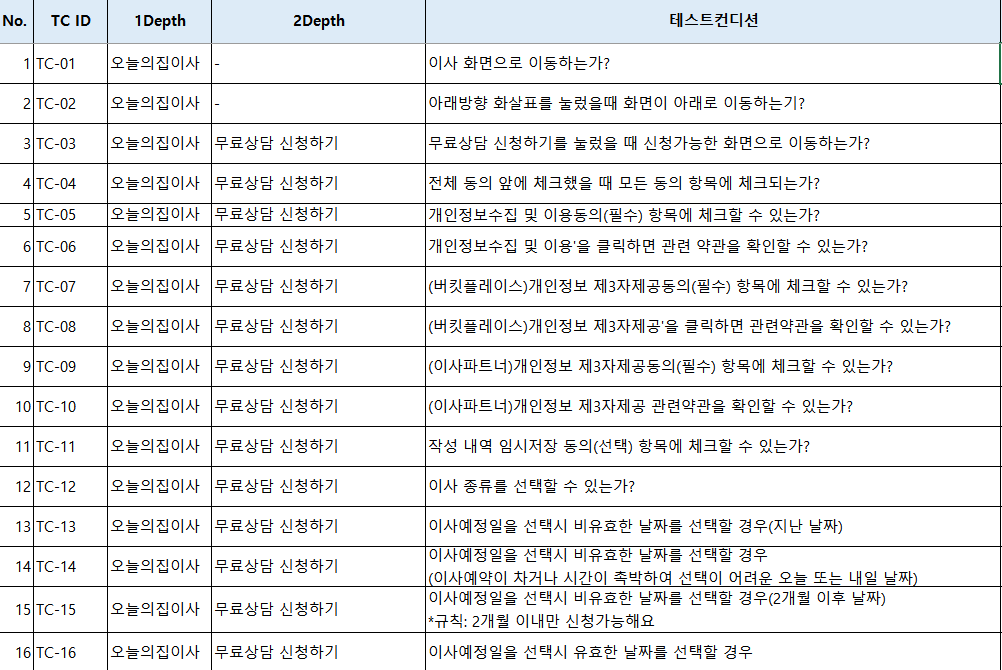 No. TC ID 1Depth 2Depth 테스트컨디션
1 TC-01 오늘의집이사 - 이사 화면으로 이동하는가?
2 TC-02 오늘의집이사 - 아래방향 화살표를 눌렀을때 화면이 아래로 이동하는기?
3 TC-03 오늘의집이사 무료상담 신청하기 무료상담 신청하기를 눌렀을 때 신청가능한 화면으로 이동하는가?
4 TC-04 오늘의집이사 무료상담 신청하기 전체 동의 앞에 체크했을 때 모든 동의 항목에 체크되는가?
5 TC-05 오늘의집이사 무료상담 신청하기 개인정보수집 및 이용동의(필수) 항목에 체크할 수 있는가?
6 TC-06 오늘의집이사 무료상담 신청하기 개인정보수집 및 이용'을 클릭하면 관련 약관을 확인할 수 있는가?
7 TC-07 오늘의집이사 무료상담 신청하기 (버킷플레이스)개인정보 제3자제공동의(필수) 항목에 체크할 수 있는가?
8 TC-08 오늘의집이사 무료상담 신청하기 (버킷플레이스)개인정보 제3자제공'을 클릭하면 관련약관을 확인할 수 있는가?
9 TC-09 오늘의집이사 무료상담 신청하기 (이사파트너)개인정보 제3자제공동의(필수) 항목에 체크할 수 있는가?
10 TC-10 오늘의집이사 무료상담 신청하기 (이사파트너)개인정보 제3자제공 관련약관을 확인할 수 있는가?
11 TC-11 오늘의집이사 무료상담 신청하기 작성 내역 임시저장 동의(선택) 항목에 체크할 수 있는가?
12 TC-12 오늘의집이사 무료상담 신청하기 이사 종류를 선택할 수 있는가?
13 TC-13 오늘의집이사 무료상담 신청하기 이사예정일을 선택시 비유효한 날짜를 선택할 경우(지난 날짜)
14 TC-14 오늘의집이사 무료상담 신청하기 이사예정일을 선택시 비유효한 날짜를 선택할 경우
(이사예약이 차거나 시간이 촉박하여 선택이 어려운 오늘 또는 내일 날짜)
15 TC-15 오늘의집이사 무료상담 신청하기 이사예정일을 선택시 비유효한 날짜를 선택할 경우(2개월 이후 날짜)
*규칙: 2개월 이내만 신청가능해요
16 TC-16 오늘의집이사 무료상담 신청하기 이사예정일을 선택시 유효한 날짜를 선택할 경우